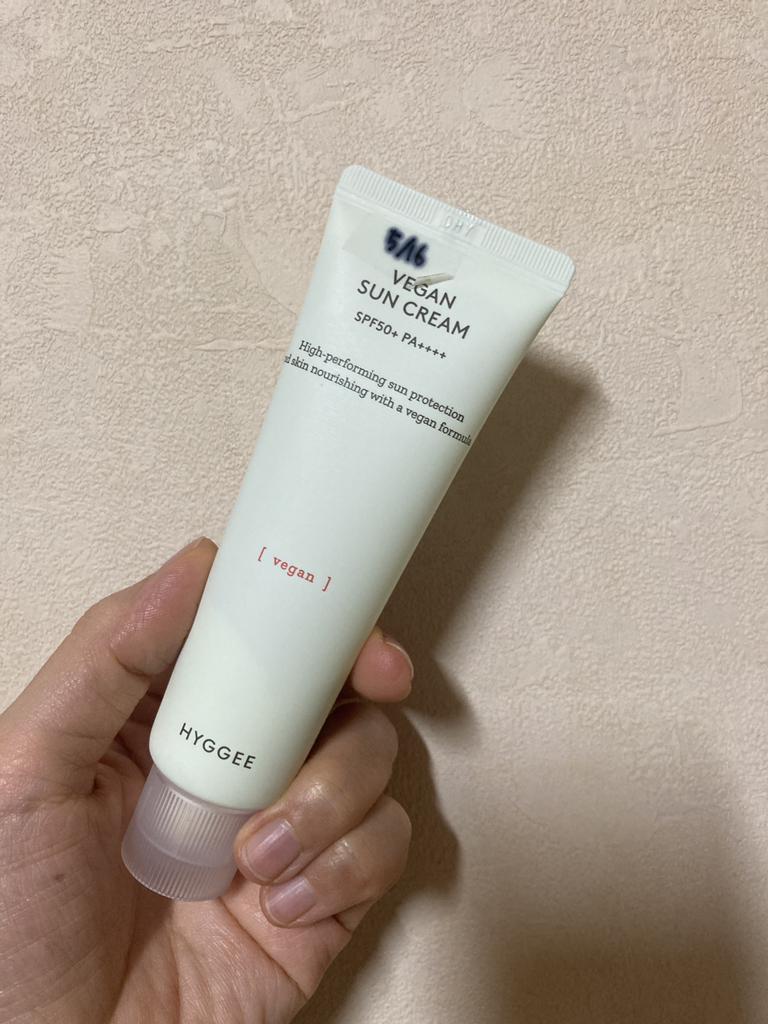 5/16
VEGAN
SUN CREAM
SPF50+ PA++++
High-performing sun protection
skin nourishing with a vegan formula
[ vegan ]
HYGGEE